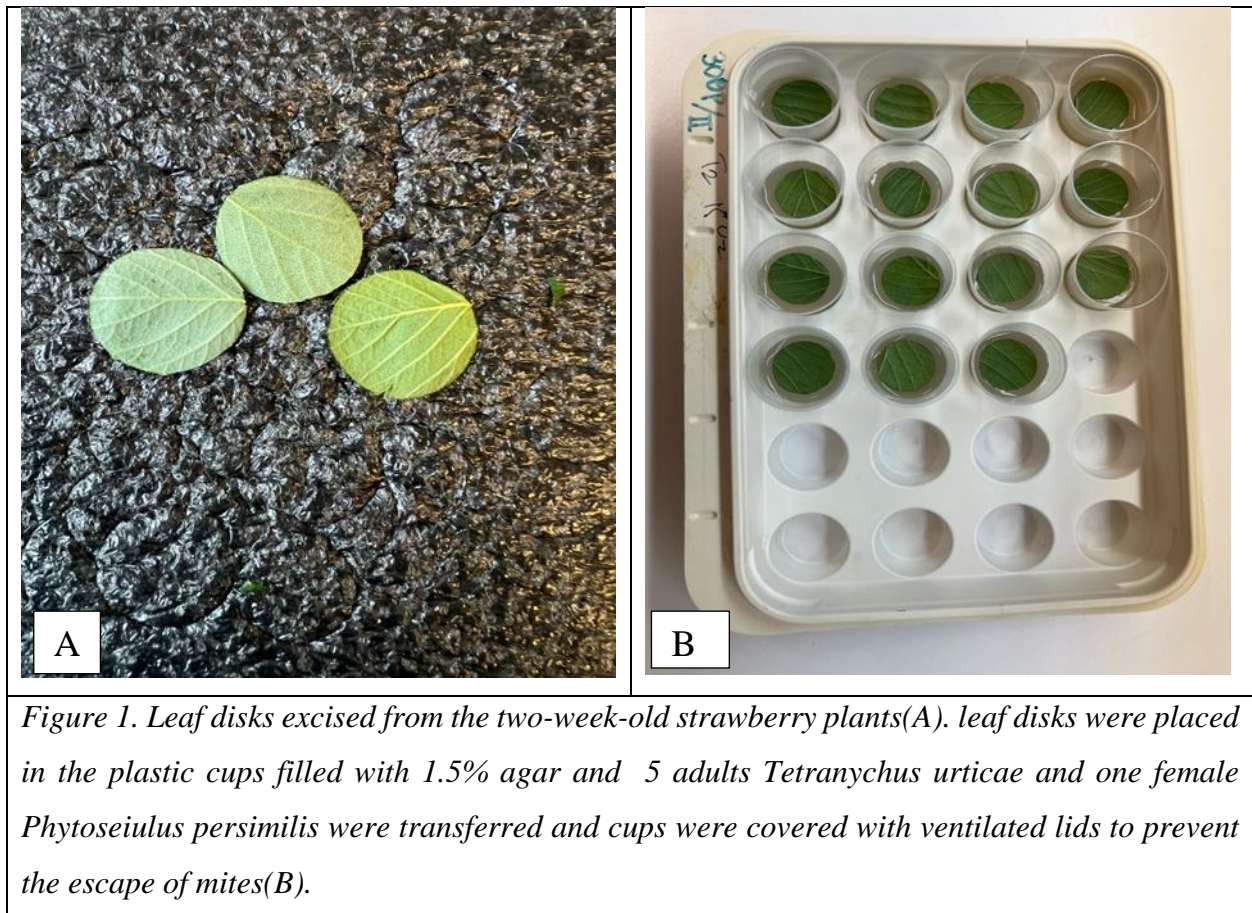 A
B
300P/II
Figure 1. Leaf disks excised from the two-week-old strawberry plants(A). leaf disks were placed
in the plastic cups filled with 1.5% agar and 5 adults Tetranychus urticae and one female
Phytoseiulus persimilis were transferred and cups were covered with ventilated lids to prevent
the escape of mites(B).